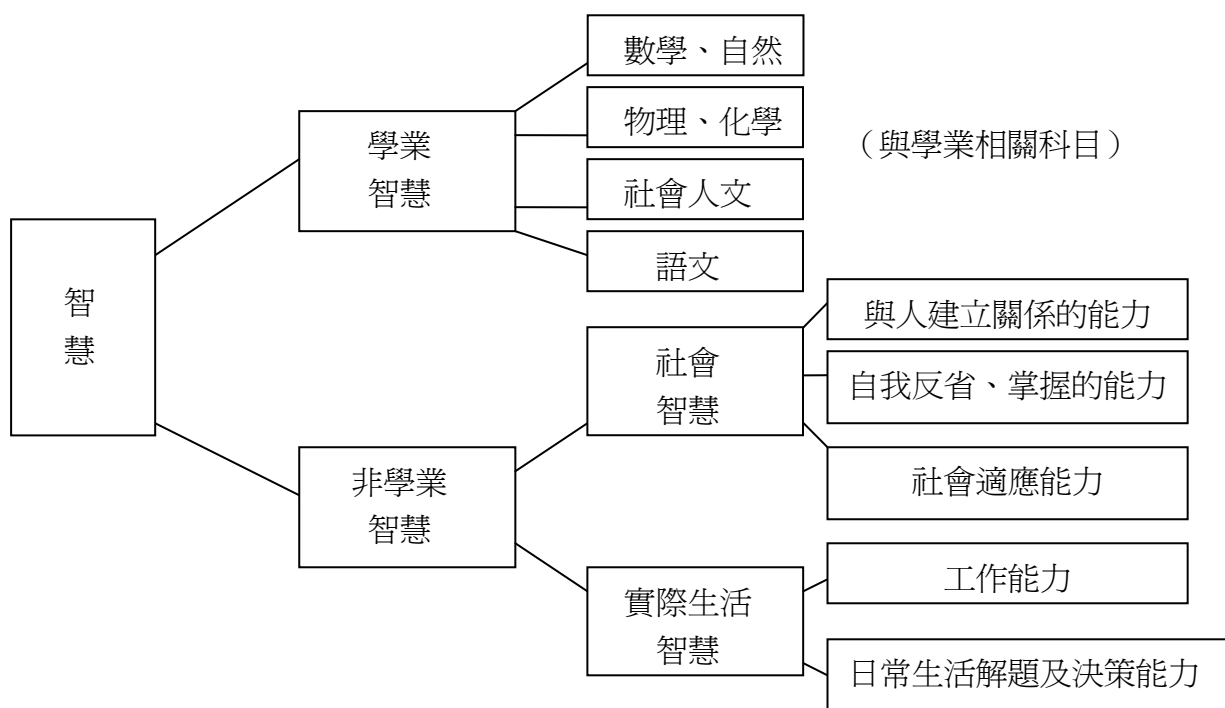 智
慧
學業
智慧
數學、自然
物理、化學
社會人文
語文
（與學業相關科目）
非學業
智慧
社會
智慧
與人建立關係的能力
自我反省、掌握的能力
社會適應能力
實際生活
智慧
工作能力
日常生活解題及決策能力